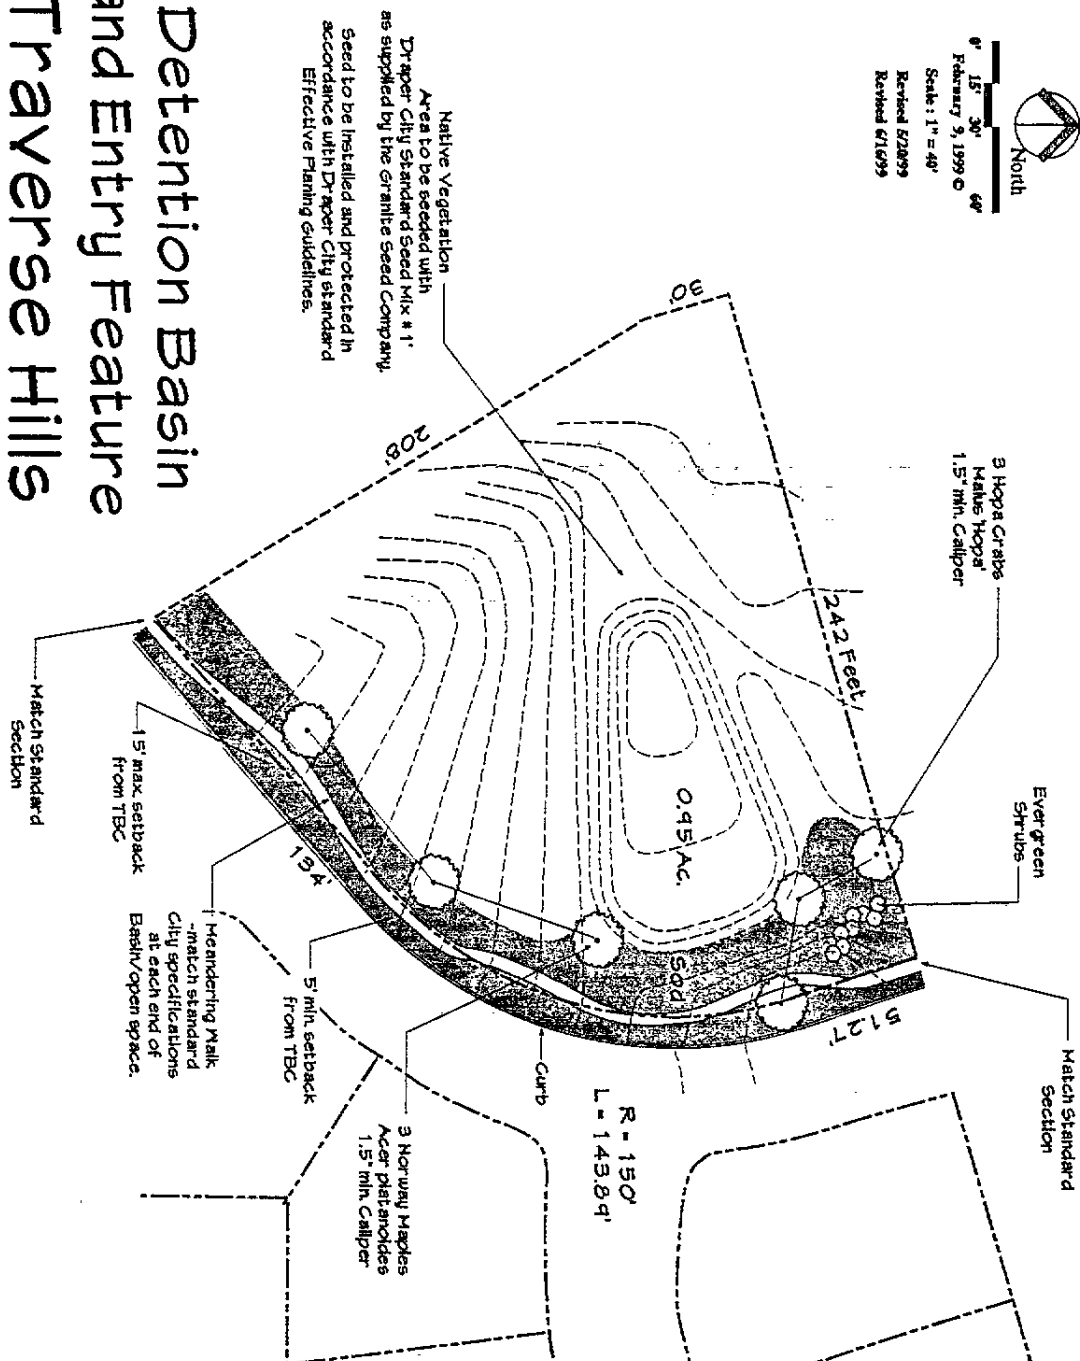 North
0' 15' 30' 60'
February 9, 1999 ©
Scale : 1" = 40'
Revised 5/20/99
Revised 6/16/99
3 Hopa Crabs
Malus 'Hopa'
1.5" min. Caliper
Evergreen
Shrubs
Match Standard
Section
Native Vegetation
Area to be seeded with
'Draper City Standard Seed Mix # 1'
as supplied by the Granite Seed Company.
Seed to be installed and protected in
accordance with Draper City standard
Effective Planing Guidelines.
30'
242 Feet
208'
0.95 Ac.
Sod
51.27'
134'
R = 150'
L = 143.89'
Curb
3 Norway Maples
Acer platanoides
1.5" min. Caliper
5' min. setback
from TBC
Meandering Walk
-match standard
City specifications
at each end of
Basin/open space.
15' max. setback
from TBC
Match Standard
Section
Detention Basin
and Entry Feature
Traverse Hills